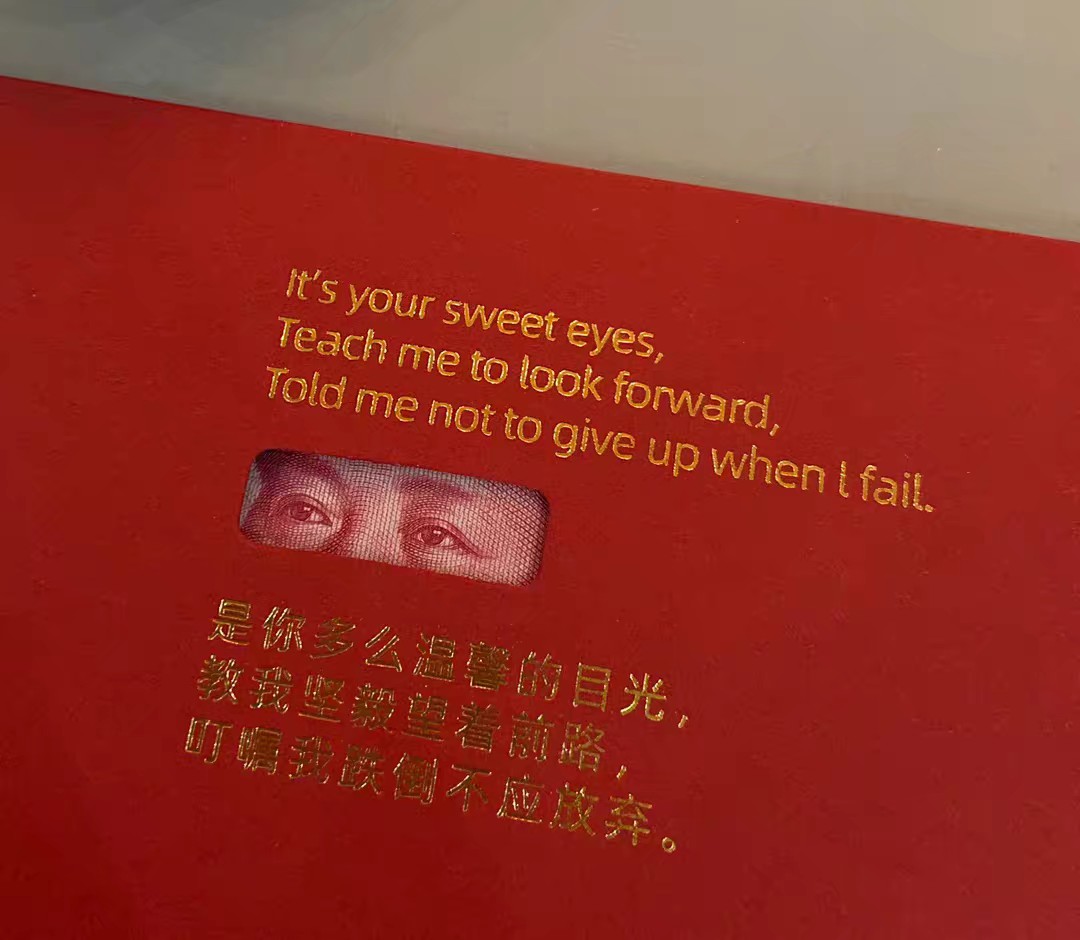 It's your sweet eyes,
Teach me to look forward,
Told me not to give up when I fail.
是你多么温馨的目光，
教我坚毅望着前路，
叮嘱我跌倒不应放弃。